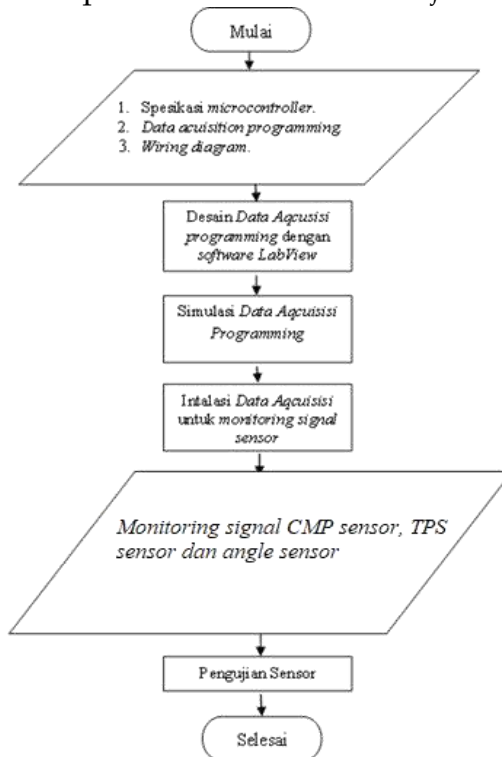 Mulai
1. Spesikasi microcontroller.
2. Data acuisition programming.
3. Wiring diagram.
Desain Data Aqcusisi
programming dengan
software LabView
Simulasi Data Aqcuisisi
Programming
Intalasi Data Aqcuisisi
untuk monitoring signal
sensor
Monitoring signal CMP sensor, TPS
sensor dan angle sensor
Pengujian Sensor
Selesai